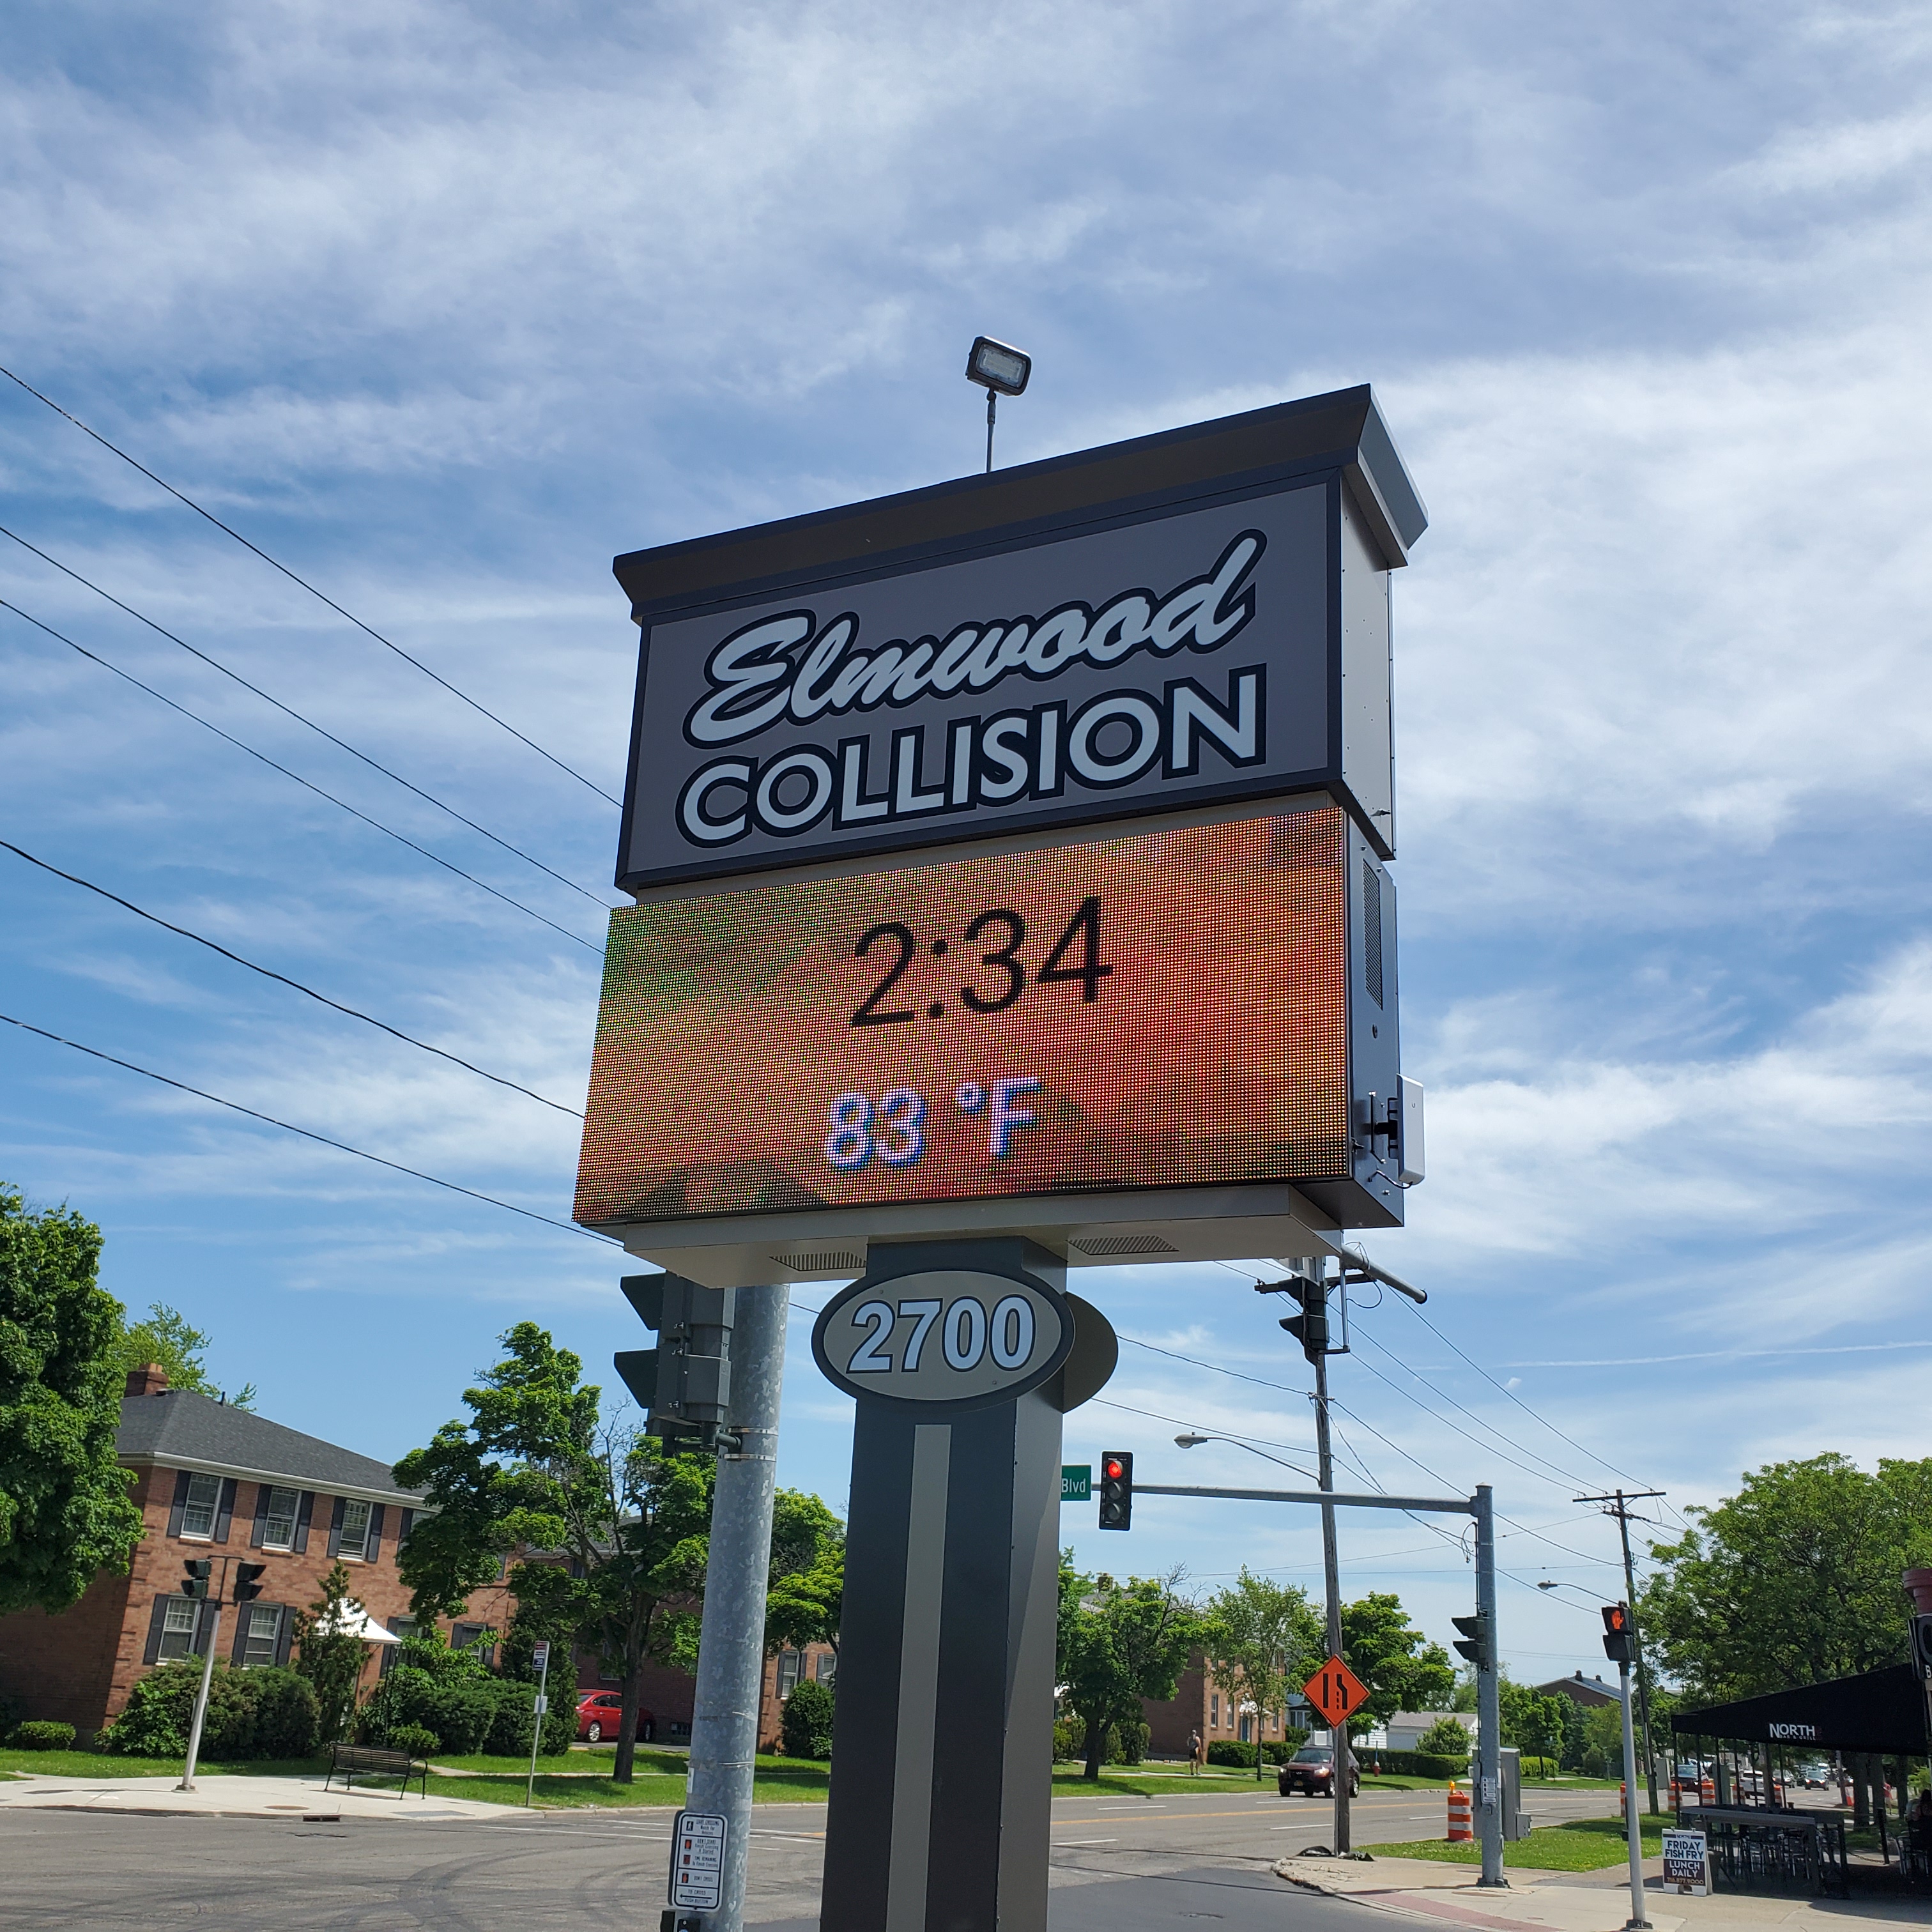 Elmwood
COLLISION
2:34
83 °F
2700
Blvd
NORTH
FRIDAY
FISH FRY
LUNCH
DAILY